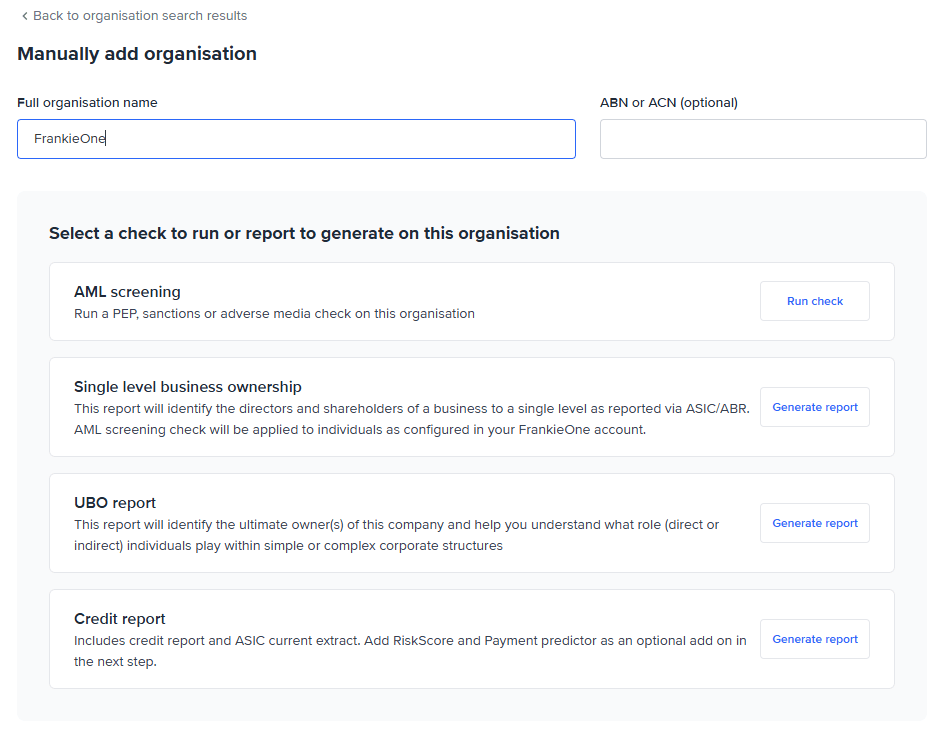 Back to organisation search results
Manually add organisation
Full organisation name
ABN or ACN (optional)
FrankieOne
Select a check to run or report to generate on this organisation
AML screening
Run a PEP, sanctions or adverse media check on this organisation
Run check
Single level business ownership
This report will identify the directors and shareholders of a business to a single level as reported via ASIC/ABR.
AML screening check will be applied to individuals as configured in your FrankieOne account.
Generate report
UBO report
This report will identify the ultimate owner(s) of this company and help you understand what role (direct or
indirect) individuals play within simple or complex corporate structures
Generate report
Credit report
Includes credit report and ASIC current extract. Add RiskScore and Payment predictor as an optional add on in
the next step.
Generate report